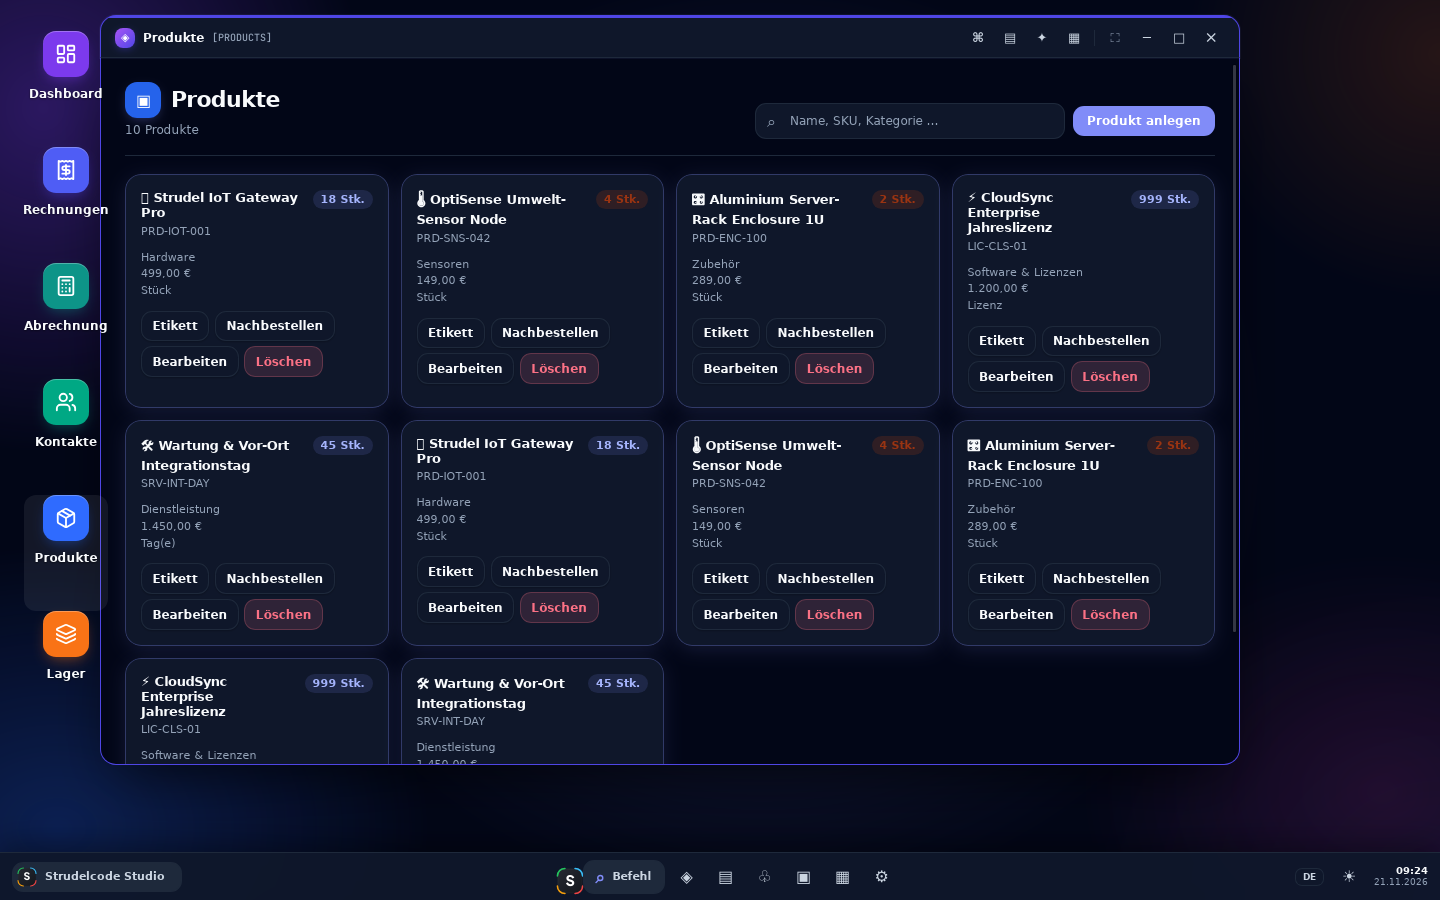 Dashboard
Rechnungen
Abrechnung
Kontakte
Produkte
Lager
Produkte [PRODUCTS]
Produkte
10 Produkte
Name, SKU, Kategorie ...
Produkt anlegen
Strudel IoT Gateway
Pro
18 Stk.
PRD-IOT-001
Hardware
499,00 €
Stück
Etikett Nachbestellen
Bearbeiten Löschen
OptiSense Umwelt-
Sensor Node
4 Stk.
PRD-SNS-042
Sensoren
149,00 €
Stück
Etikett Nachbestellen
Bearbeiten Löschen
Aluminium Server-
Rack Enclosure 1U
2 Stk.
PRD-ENC-100
Zubehör
289,00 €
Stück
Etikett Nachbestellen
Bearbeiten Löschen
⚡ CloudSync
Enterprise
Jahreslizenz
999 Stk.
LIC-CLS-01
Software & Lizenzen
1.200,00 €
Lizenz
Etikett Nachbestellen
Bearbeiten Löschen
🛠 Wartung & Vor-Ort
Integrationstag
45 Stk.
SRV-INT-DAY
Dienstleistung
1.450,00 €
Tag(e)
Etikett Nachbestellen
Bearbeiten Löschen
Strudel IoT Gateway
Pro
18 Stk.
PRD-IOT-001
Hardware
499,00 €
Stück
Etikett Nachbestellen
Bearbeiten Löschen
OptiSense Umwelt-
Sensor Node
4 Stk.
PRD-SNS-042
Sensoren
149,00 €
Stück
Etikett Nachbestellen
Bearbeiten Löschen
Aluminium Server-
Rack Enclosure 1U
2 Stk.
PRD-ENC-100
Zubehör
289,00 €
Stück
Etikett Nachbestellen
Bearbeiten Löschen
⚡ CloudSync
Enterprise
Jahreslizenz
999 Stk.
LIC-CLS-01
Software & Lizenzen
🛠 Wartung & Vor-Ort
Integrationstag
45 Stk.
SRV-INT-DAY
Dienstleistung
1.450,00 €
S Strudelcode Studio
S
Befehl
DE
09:24
21.11.2026